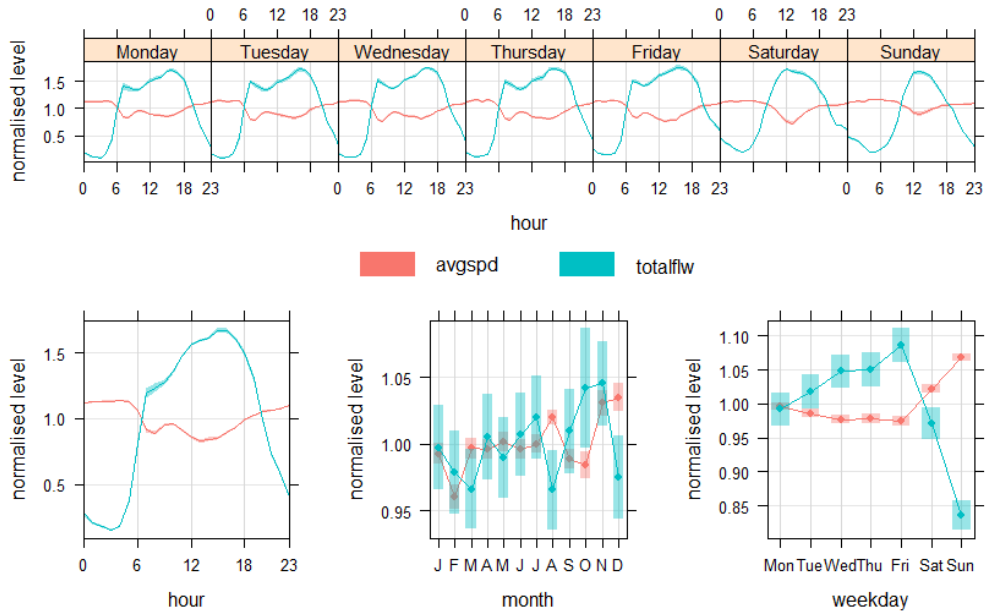 0 6 12 18 23 0 6 12 18 23 0 6 12 18 23
Monday Tuesday Wednesday Thursday Friday Saturday Sunday
normalised level
1.5
1.0
0.5
0 6 12 18 23 0 6 12 18 23 0 6 12 18 23 0 6 12 18 23
hour
avgspd totalflw
normalised level
1.5
1.0
0.5
0 6 12 18 23
hour
normalised level
1.05
1.00
0.95
J F M A M J J A S O N D
month
normalised level
1.10
1.05
1.00
0.95
0.90
0.85
Mon Tue Wed Thu Fri Sat Sun
weekday